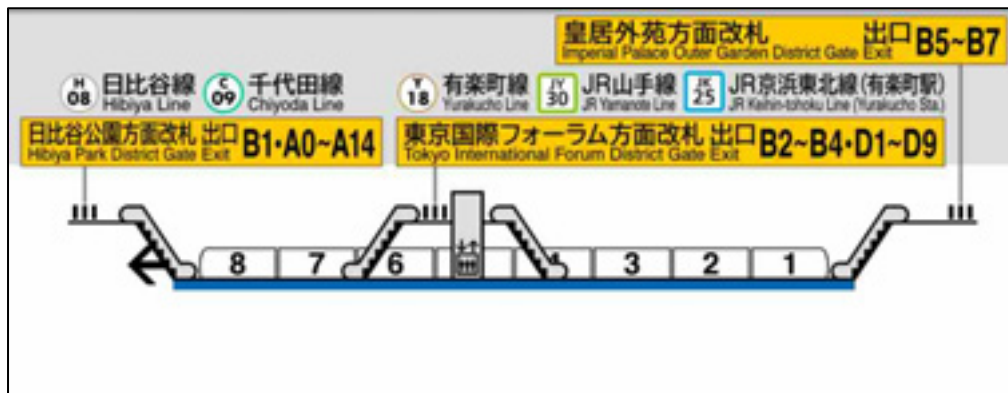 皇居外苑方面改札 出口 B5~B7
Imperial Palace Outer Garden District Gate Exit
H 08 日比谷線 C 09 千代田線 Y 18 有楽町線 JY 30 JR山手線 JK 25 JR京浜東北線(有楽町駅)
Hibiya Line Chiyoda Line Yurakucho Line JR Yamanote Line JR Keihin-tohoku Line (Yurakucho Sta.)
日比谷公園方面改札 出口 B1・A0~A14
Hibiya Park District Gate Exit
東京国際フォーラム方面改札 出口 B2~B4・D1~D9
Tokyo International Forum District Gate Exit
8 7 6 4 3 2 1